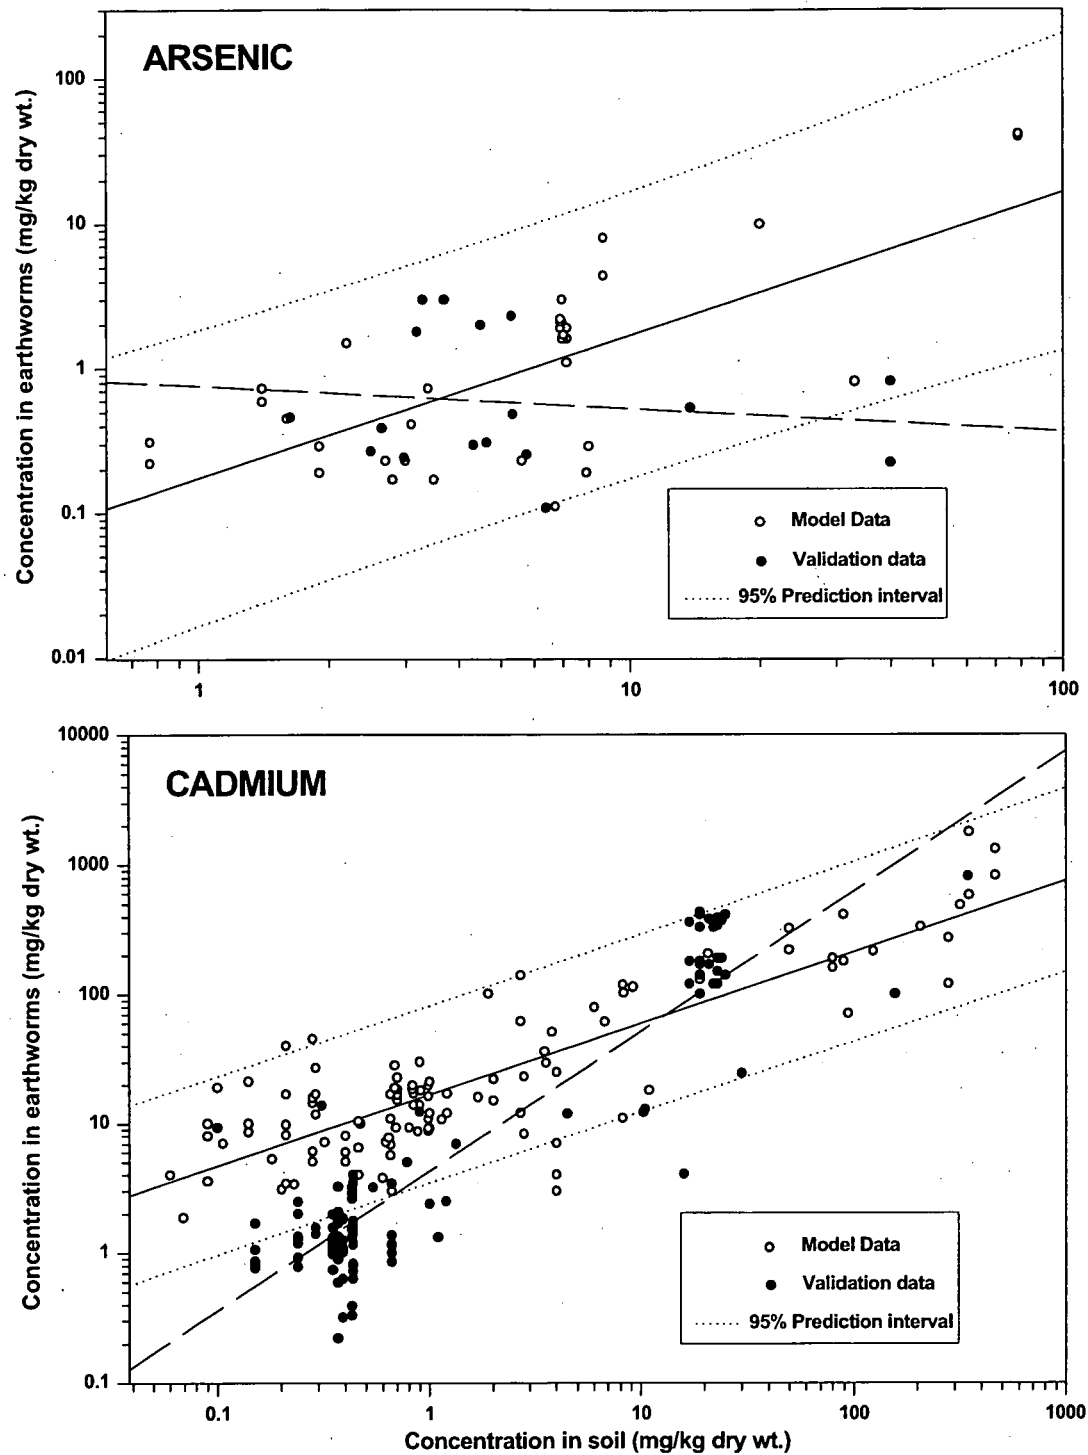 ARSENIC
Concentration in earthworms (mg/kg dry wt.)
100
10
1
0.1
0.01
Model Data
Validation data
95% Prediction interval
1
10
100
CADMIUM
Concentration in earthworms (mg/kg dry wt.)
10000
1000
100
10
1
0.1
Model Data
Validation data
95% Prediction interval
0.1
1
10
100
1000
Concentration in soil (mg/kg dry wt.)